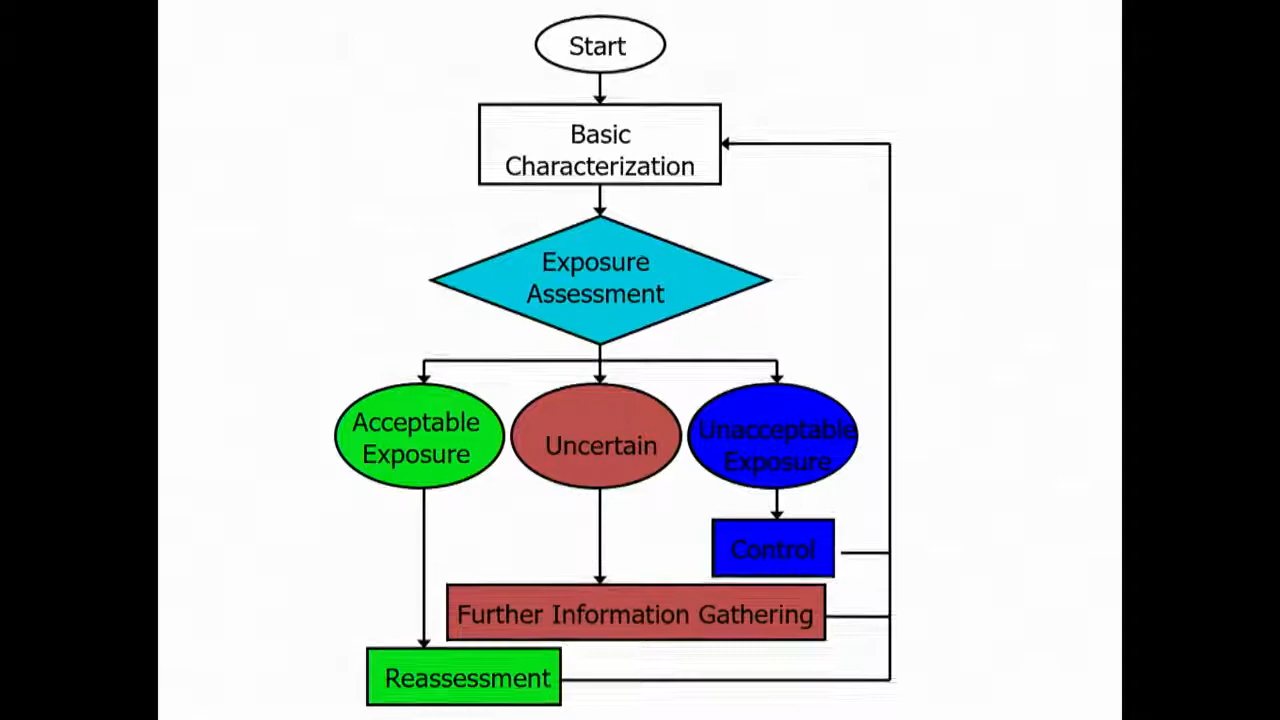 Start
Basic
Characterization
Exposure
Assessment
Acceptable
Exposure
Uncertain
Unacceptable
Exposure
Control
Further Information Gathering
Reassessment